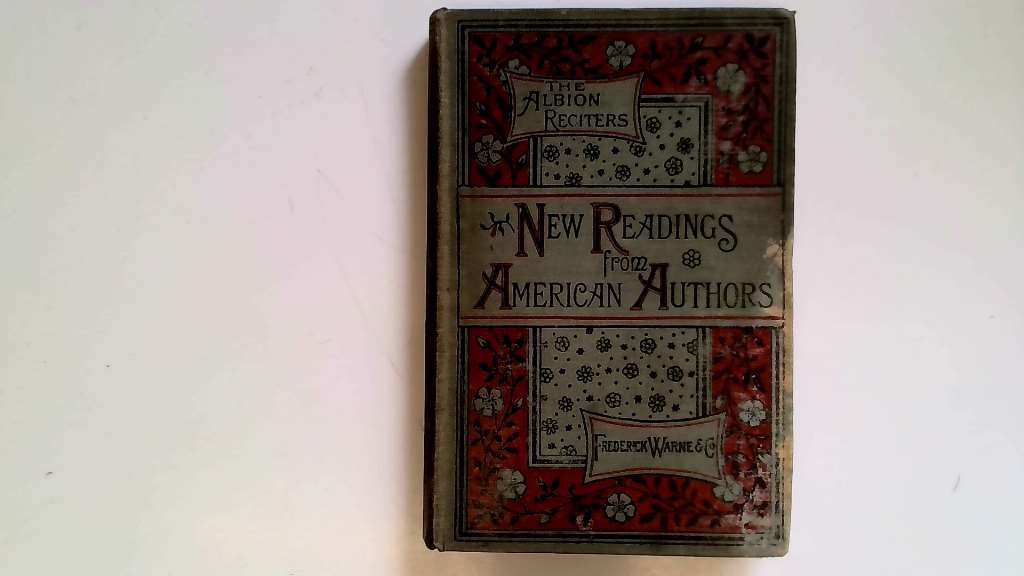 THE
ALBION
RECITERS
NEW READINGS
from
AMERICAN AUTHORS
FREDERICK WARNE & Co